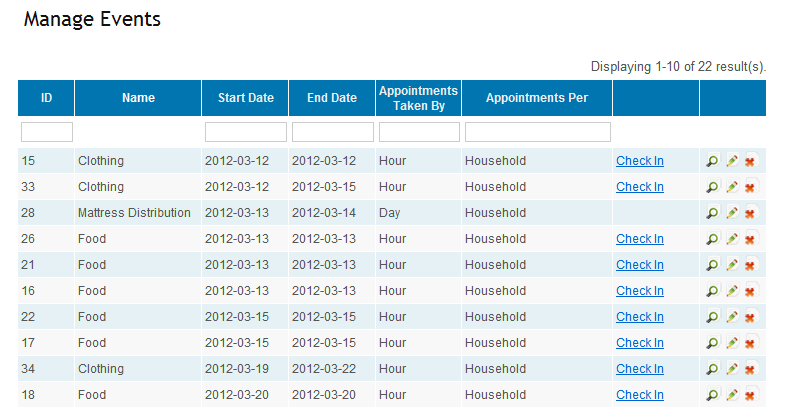 Manage Events
Displaying 1-10 of 22 result(s).
ID Name Start Date End Date Appointments Taken By Appointments Per
15 Clothing 2012-03-12 2012-03-12 Hour Household Check In
33 Clothing 2012-03-12 2012-03-15 Hour Household Check In
28 Mattress Distribution 2012-03-13 2012-03-14 Day Household
26 Food 2012-03-13 2012-03-13 Hour Household Check In
21 Food 2012-03-13 2012-03-13 Hour Household Check In
16 Food 2012-03-13 2012-03-13 Hour Household Check In
22 Food 2012-03-15 2012-03-15 Hour Household Check In
17 Food 2012-03-15 2012-03-15 Hour Household Check In
34 Clothing 2012-03-19 2012-03-22 Hour Household Check In
18 Food 2012-03-20 2012-03-20 Hour Household Check In